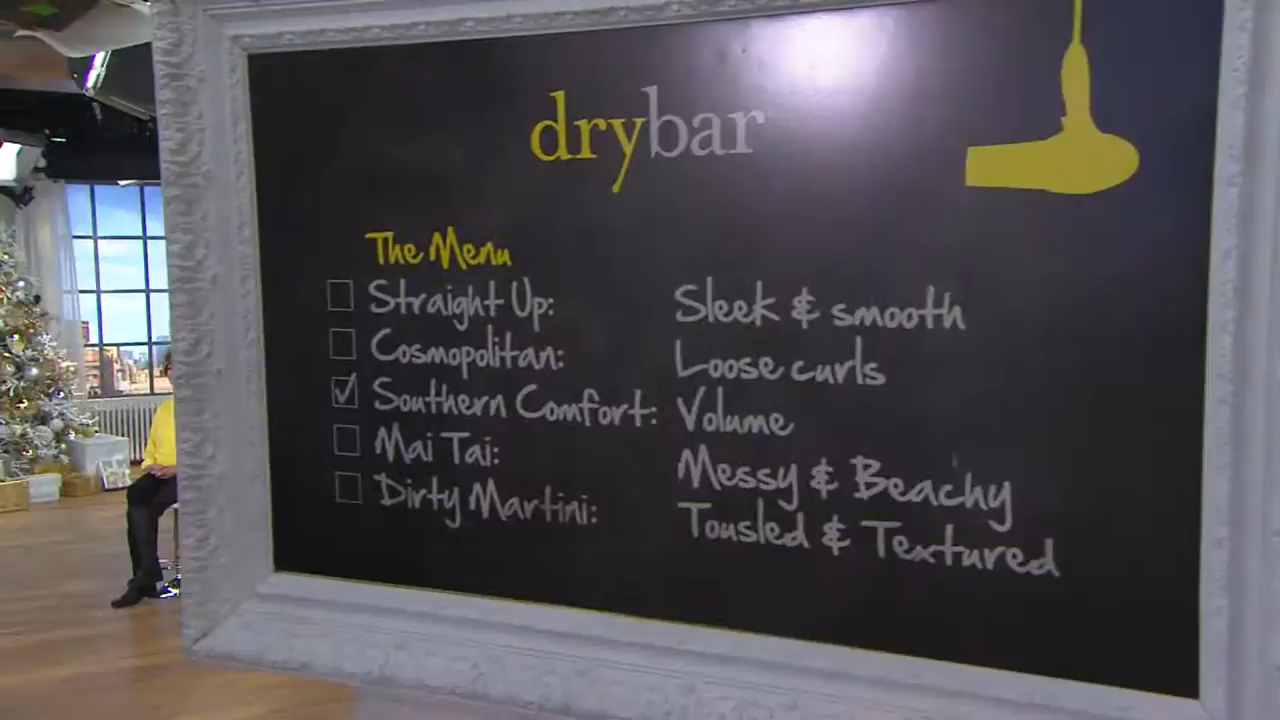 drybar
The Menu
Straight Up: Sleek & smooth
Cosmopolitan: Loose curls
Southern Comfort: Volume
Mai Tai: Messy & Beachy
Dirty Martini: Tousled & Textured